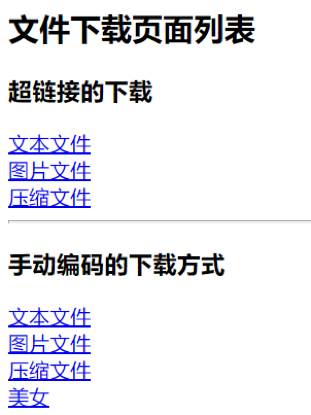 文件下载页面列表
超链接的下载
文本文件
图片文件
压缩文件
手动编码的下载方式
文本文件
图片文件
压缩文件
美女